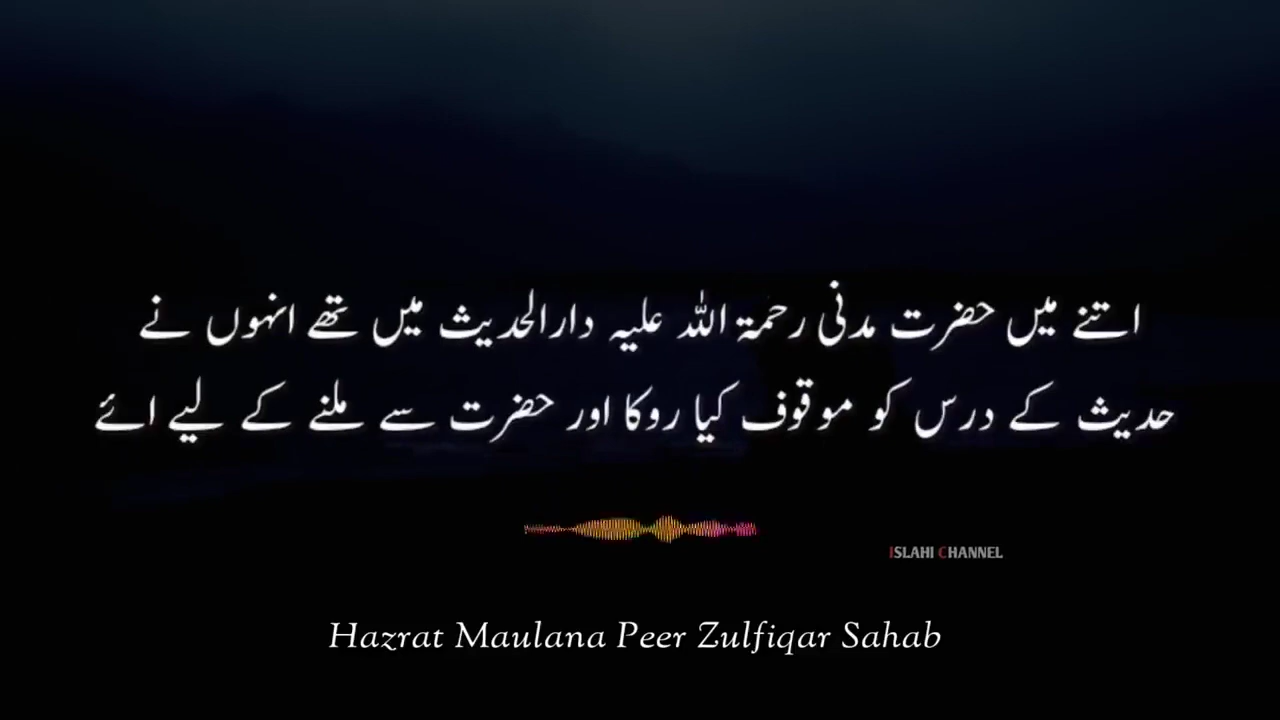 اتنے میں حضرت مدنی رحمۃ اللہ علیہ دارالحدیث میں تھے انہوں نے
حدیث کے درس کو موقوف کیا روکا اور حضرت سے ملنے کے لیے ائے
ISLAHI CHANNEL
Hazrat Maulana Peer Zulfiqar Sahab